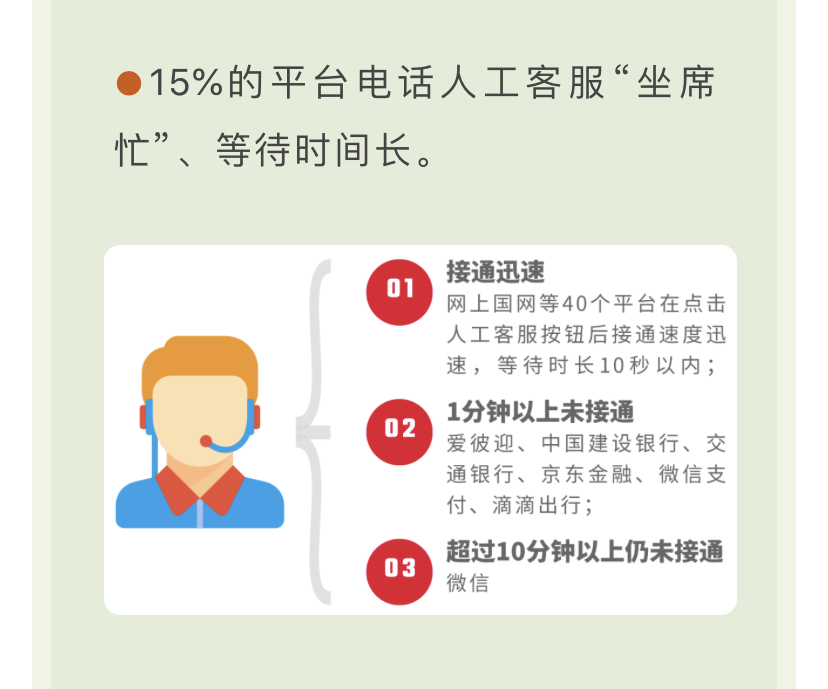 ●15%的平台电话人工客服“坐席
忙”、等待时间长。
01
接通迅速
网上国网等40个平台在点击
人工客服按钮后接通速度迅
速，等待时长10秒以内；
02
1分钟以上未接通
爱彼迎、中国建设银行、交
通银行、京东金融、微信支
付、滴滴出行；
03
超过10分钟以上仍未接通
微信